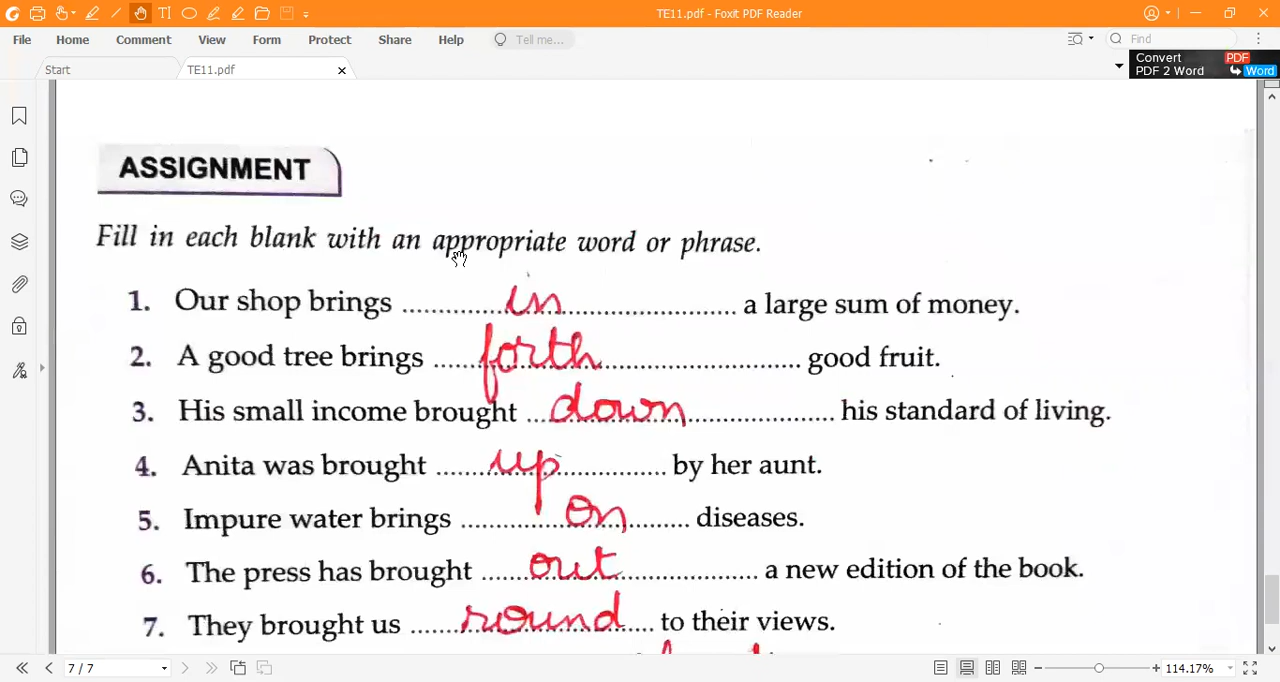 TE11.pdf - Foxit PDF Reader
File Home Comment View Form Protect Share Help Tell me... Find
Start TE11.pdf
Convert PDF
PDF 2 Word Word
ASSIGNMENT
Fill in each blank with an appropriate word or phrase.
1. Our shop brings .............in......................... a large sum of money.
2. A good tree brings ......forth......................... good fruit.
3. His small income brought ...down..................... his standard of living.
4. Anita was brought .......up............... by her aunt.
5. Impure water brings ..............on........ diseases.
6. The press has brought ......out..................... a new edition of the book.
7. They brought us .......round.... to their views.
7 / 7 114.17%